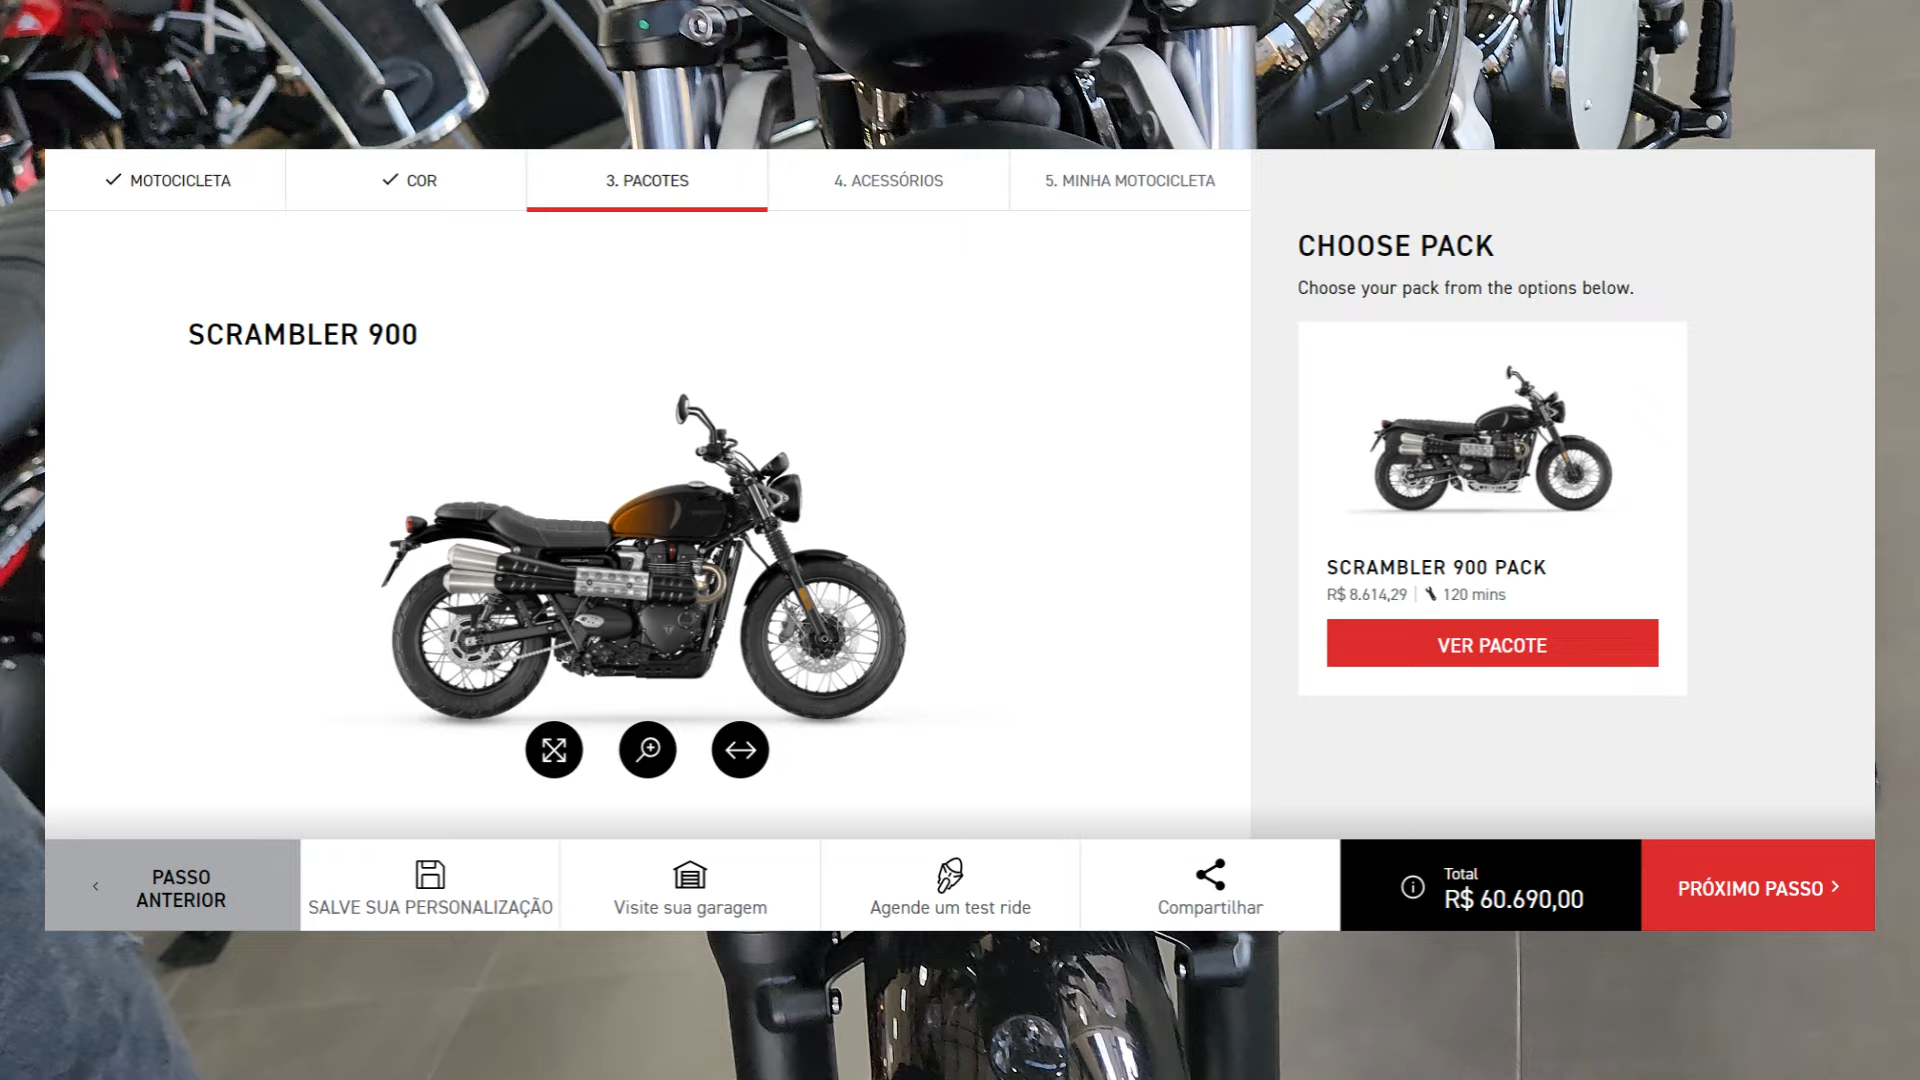 TRIUM
MOTOCICLETA
COR
3. PACOTES
4. ACESSÓRIOS
5. MINHA MOTOCICLETA
CHOOSE PACK
Choose your pack from the options below.
SCRAMBLER 900
SCRAMBLER 900 PACK
R$ 8.614,29 | 120 mins
VER PACOTE
PASSO
ANTERIOR
SALVE SUA PERSONALIZAÇÃO
Visite sua garagem
Agende um test ride
Compartilhar
Total
R$ 60.690,00
PRÓXIMO PASSO